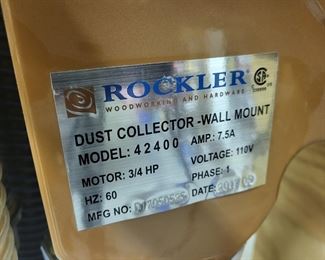 ROCKLER
WOODWORKING AND HARDWARE
DUST COLLECTOR -WALL MOUNT
MODEL: 42400 AMP: 7.5A
MOTOR: 3/4 HP VOLTAGE: 110V
HZ: 60 PHASE: 1
MFG NO: DATE: